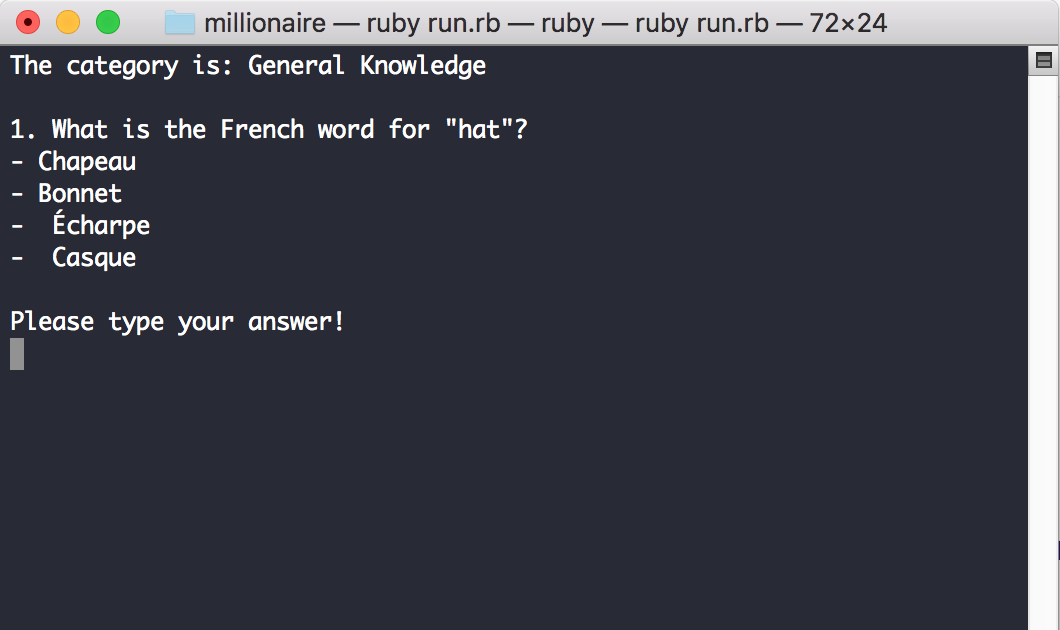 millionaire — ruby run.rb — ruby — ruby run.rb — 72×24
The category is: General Knowledge
1. What is the French word for "hat"?
- Chapeau
- Bonnet
-  Écharpe
-  Casque
Please type your answer!